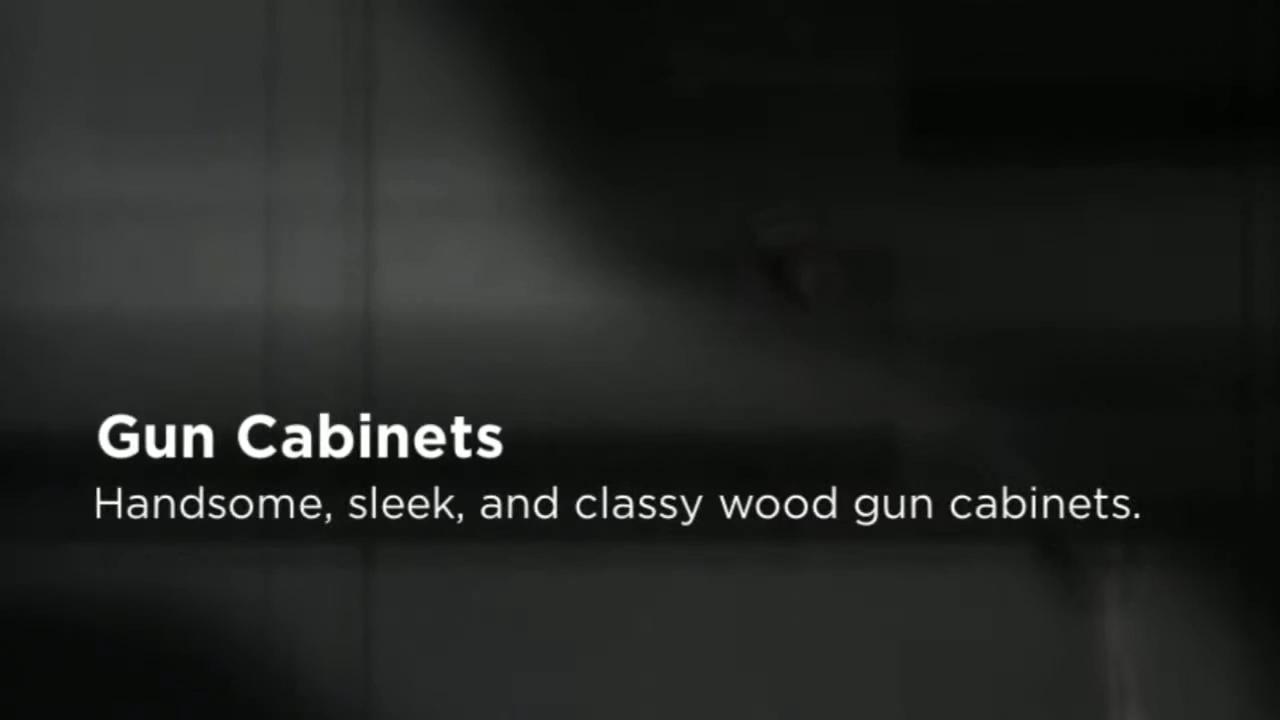 Gun Cabinets
Handsome, sleek, and classy wood gun cabinets.